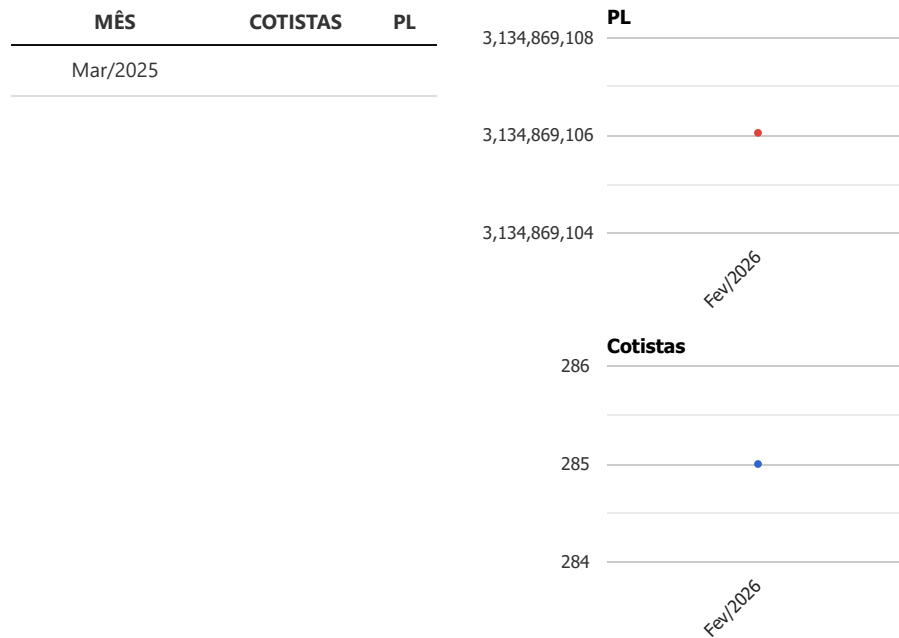 MÊS COTISTAS PL
Mar/2025
PL
3,134,869,108
3,134,869,106
3,134,869,104
Fev/2026
Cotistas
286
285
284
Fev/2026